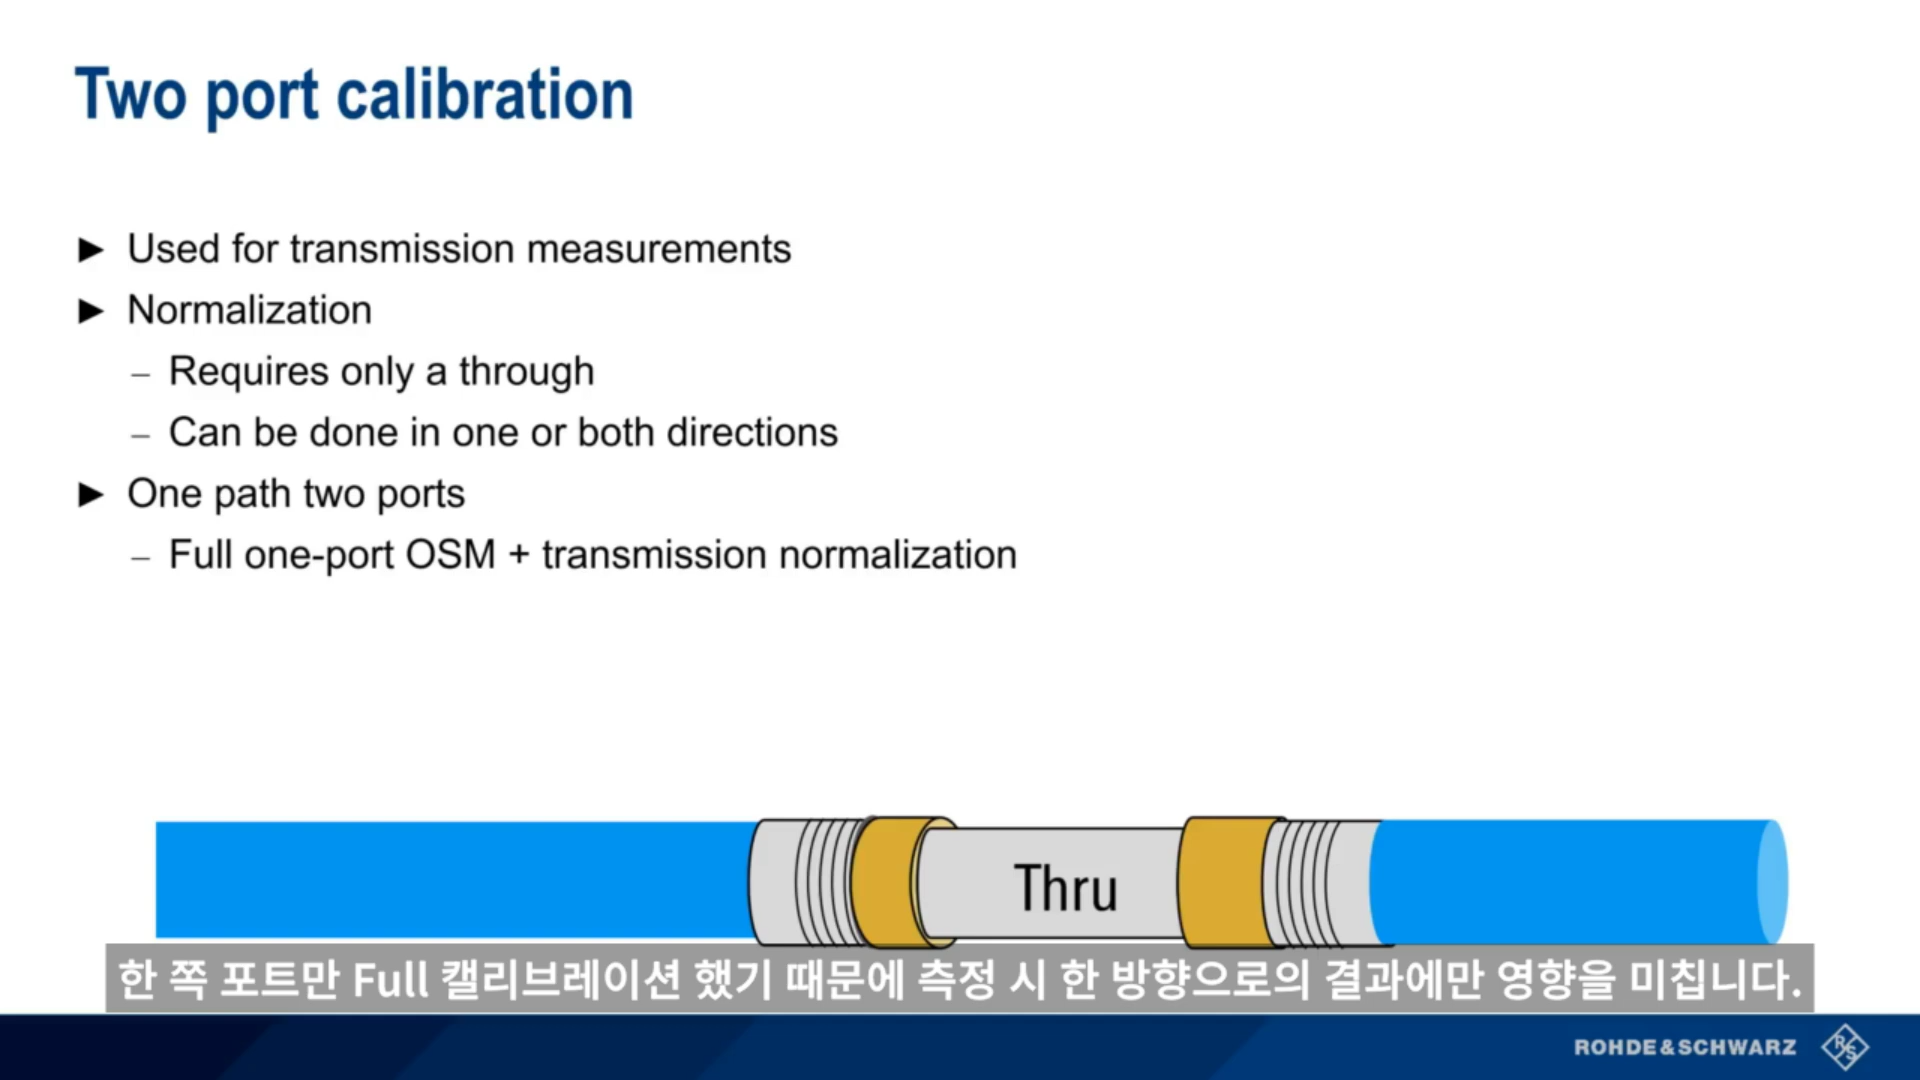 Two port calibration
► Used for transmission measurements
► Normalization
– Requires only a through
– Can be done in one or both directions
► One path two ports
– Full one-port OSM + transmission normalization
Thru
한 쪽 포트만 Full 캘리브레이션 했기 때문에 측정 시 한 방향으로의 결과에만 영향을 미칩니다.
ROHDE&SCHWARZ
R&S